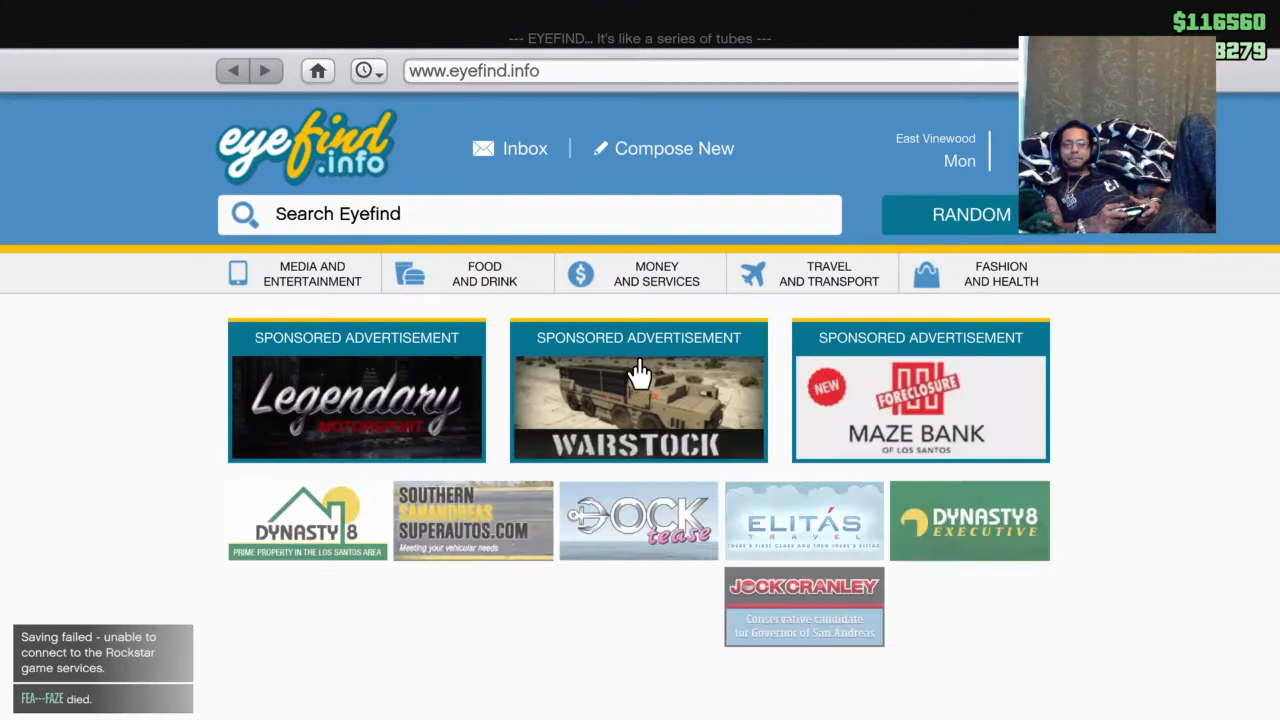 $116560
--- EYEFIND... It's like a series of tubes ---
8279
www.eyefind.info
eyefind
.info
Inbox
Compose New
East Vinewood
Mon
Search Eyefind
RANDOM
MEDIA AND
ENTERTAINMENT
FOOD
AND DRINK
MONEY
AND SERVICES
TRAVEL
AND TRANSPORT
FASHION
AND HEALTH
SPONSORED ADVERTISEMENT
SPONSORED ADVERTISEMENT
SPONSORED ADVERTISEMENT
Legendary
MOTORSPORT
WARSTOCK
NEW
FORECLOSURE
MAZE BANK
OF LOS SANTOS
DYNASTY 8
PRIME PROPERTY IN THE LOS SANTOS AREA
SOUTHERN
SANANDREAS
SUPERAUTOS.COM
Meeting your vehicular needs
DOCK
tease
ELITÁS
TRAVEL
THERE'S FIRST CLASS AND THEN THERE'S ELITAS
DYNASTY 8
EXECUTIVE
JOCK CRANLEY
Conservative candidate
for Governor of San Andreas
Saving failed - unable to
connect to the Rockstar
game services.
FEA---FAZE died.